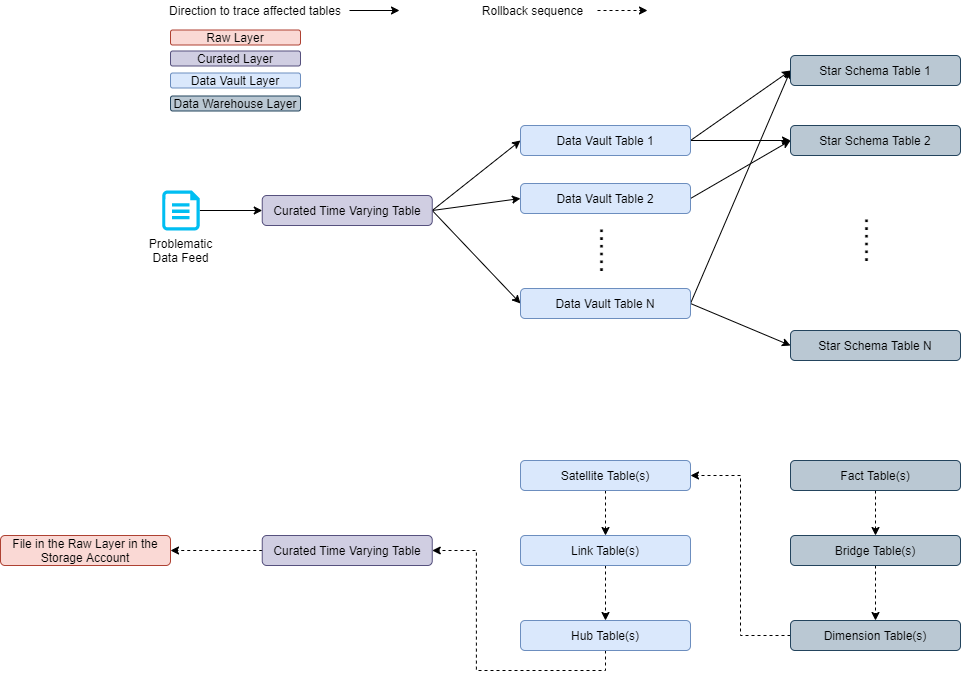 Direction to trace affected tables
Rollback sequence
Raw Layer
Curated Layer
Data Vault Layer
Data Warehouse Layer
Star Schema Table 1
Data Vault Table 1
Star Schema Table 2
Curated Time Varying Table
Data Vault Table 2
Problematic
Data Feed
Data Vault Table N
Star Schema Table N
Satellite Table(s)
Fact Table(s)
File in the Raw Layer in the
Storage Account
Curated Time Varying Table
Link Table(s)
Bridge Table(s)
Hub Table(s)
Dimension Table(s)